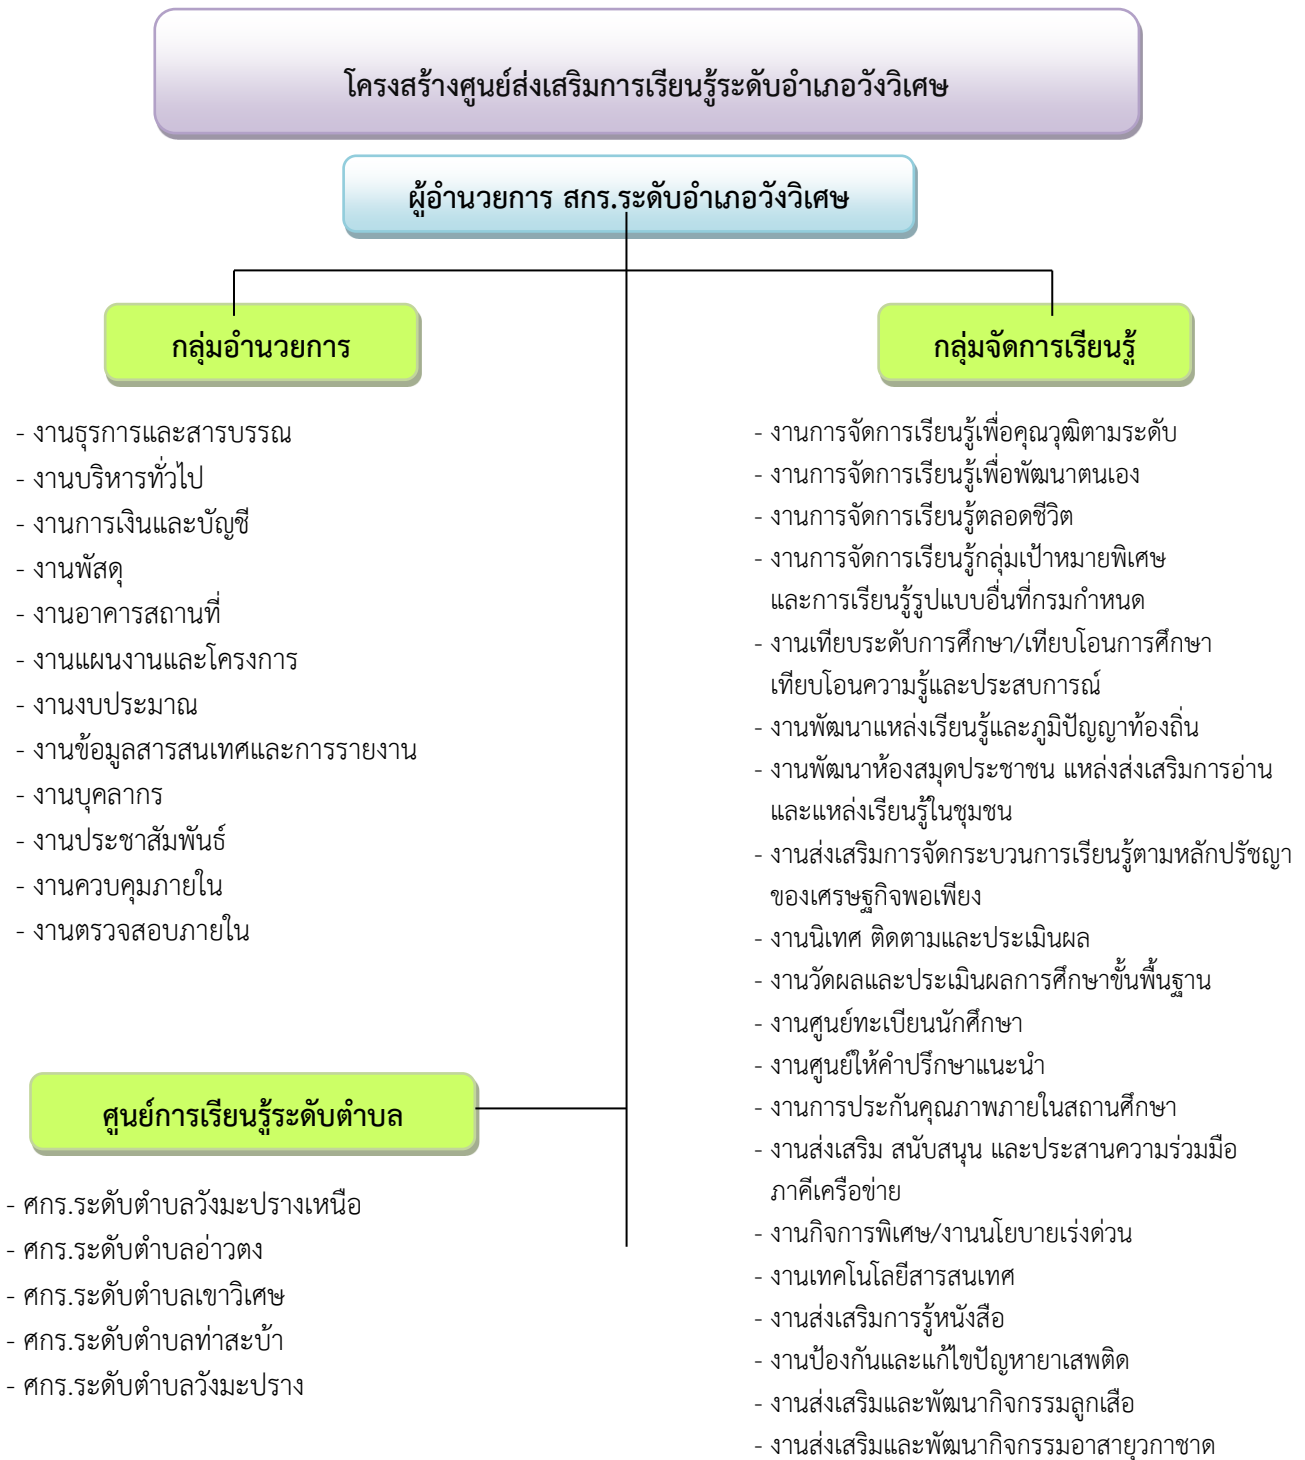 โครงสร้างศูนย์ส่งเสริมการเรียนรู้ระดับอำเภอวังวิเศษ
ผู้อำนวยการ สกร.ระดับอำเภอวังวิเศษ
กลุ่มอำนวยการ
- งานธุรการและสารบรรณ
- งานบริหารทั่วไป
- งานการเงินและบัญชี
- งานพัสดุ
- งานอาคารสถานที่
- งานแผนงานและโครงการ
- งานงบประมาณ
- งานข้อมูลสารสนเทศและการรายงาน
- งานบุคลากร
- งานประชาสัมพันธ์
- งานควบคุมภายใน
- งานตรวจสอบภายใน
ศูนย์การเรียนรู้ระดับตำบล
- ศกร.ระดับตำบลวังมะปรางเหนือ
- ศกร.ระดับตำบลอ่าวตง
- ศกร.ระดับตำบลเขาวิเศษ
- ศกร.ระดับตำบลท่าสะบ้า
- ศกร.ระดับตำบลวังมะปราง
กลุ่มจัดการเรียนรู้
- งานการจัดการเรียนรู้เพื่อคุณวุฒิตามระดับ
- งานการจัดการเรียนรู้เพื่อพัฒนาตนเอง
- งานการจัดการเรียนรู้ตลอดชีวิต
- งานการจัดการเรียนรู้กลุ่มเป้าหมายพิเศษ
และการเรียนรู้รูปแบบอื่นที่กรมกำหนด
- งานเทียบระดับการศึกษา/เทียบโอนการศึกษา
เทียบโอนความรู้และประสบการณ์
- งานพัฒนาแหล่งเรียนรู้และภูมิปัญญาท้องถิ่น
- งานพัฒนาห้องสมุดประชาชน แหล่งส่งเสริมการอ่าน
และแหล่งเรียนรู้ในชุมชน
- งานส่งเสริมการจัดกระบวนการเรียนรู้ตามหลักปรัชญา
ของเศรษฐกิจพอเพียง
- งานนิเทศ ติดตามและประเมินผล
- งานวัดผลและประเมินผลการศึกษาขั้นพื้นฐาน
- งานศูนย์ทะเบียนนักศึกษา
- งานศูนย์ให้คำปรึกษาแนะนำ
- งานการประกันคุณภาพภายในสถานศึกษา
- งานส่งเสริม สนับสนุน และประสานความร่วมมือ
ภาคีเครือข่าย
- งานกิจการพิเศษ/งานนโยบายเร่งด่วน
- งานเทคโนโลยีสารสนเทศ
- งานส่งเสริมการรู้หนังสือ
- งานป้องกันและแก้ไขปัญหายาเสพติด
- งานส่งเสริมและพัฒนากิจกรรมลูกเสือ
- งานส่งเสริมและพัฒนากิจกรรมอาสายุวกาชาด